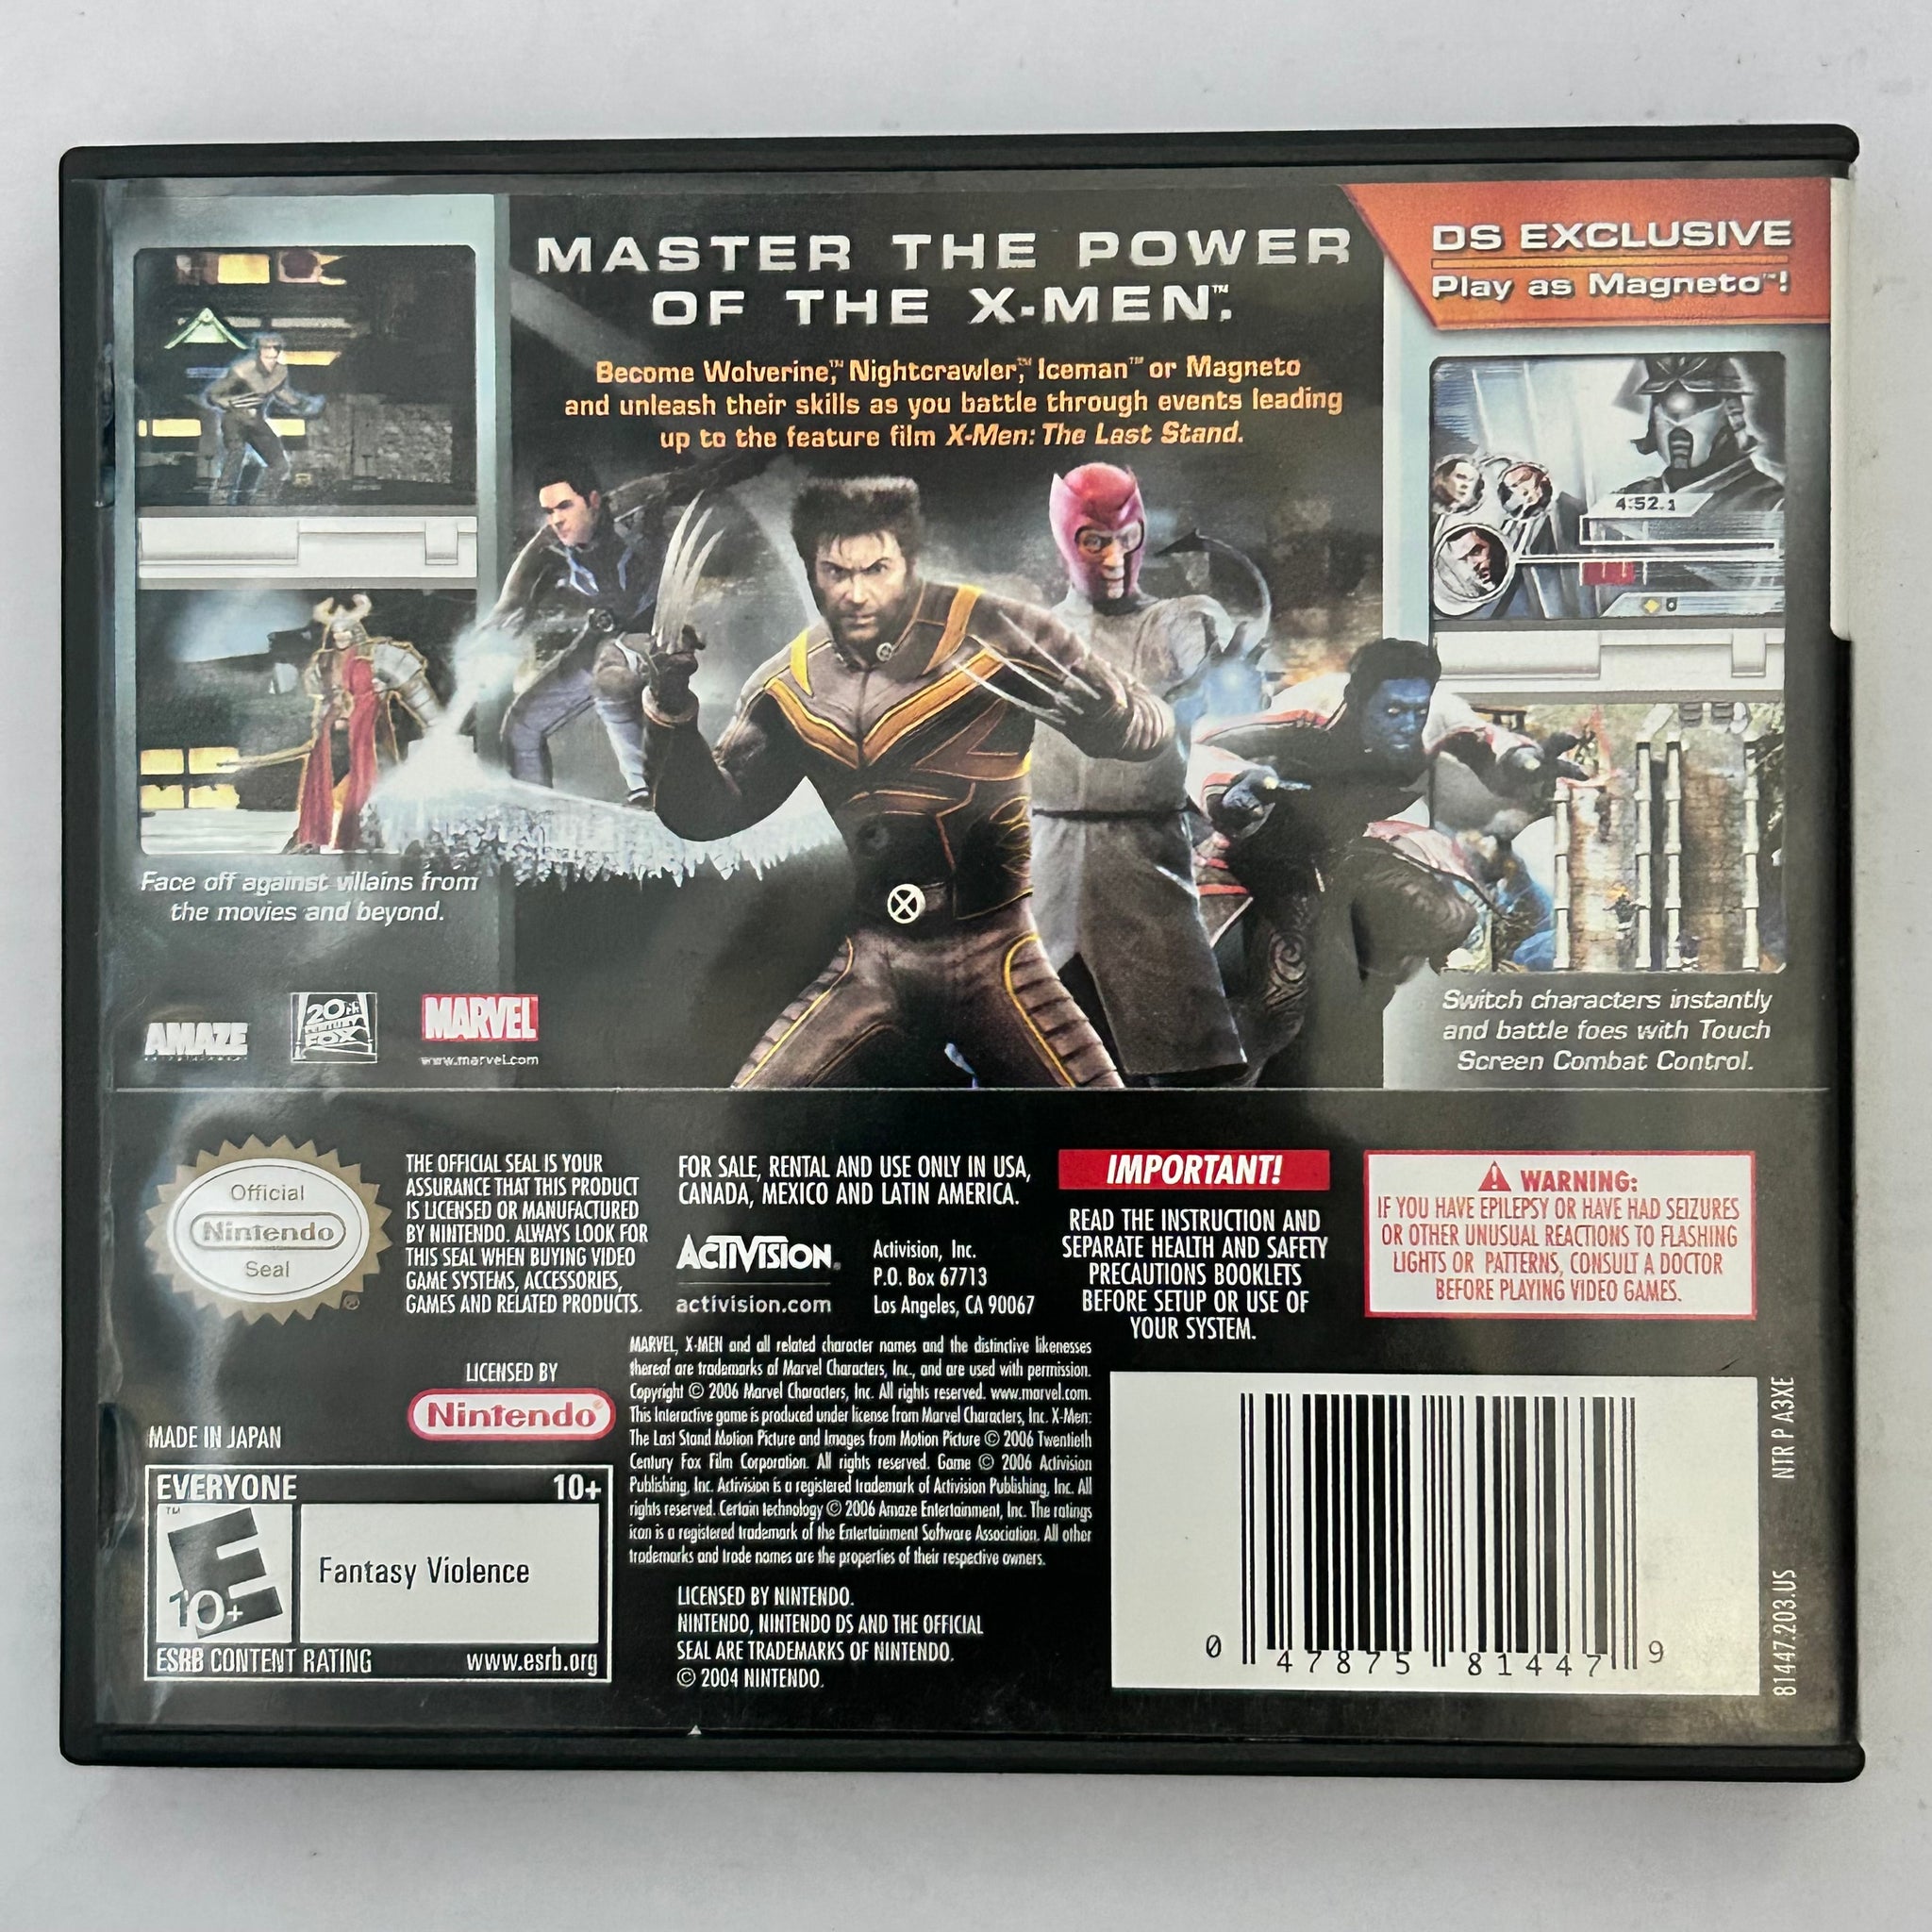 MASTER THE POWER
OF THE X-MEN™.
Become Wolverine,™ Nightcrawler,™ Iceman™ or Magneto
and unleash their skills as you battle through events leading
up to the feature film X-Men: The Last Stand.
DS EXCLUSIVE
Play as Magneto™!
4:52.1
Face off against villains from
the movies and beyond.
Switch characters instantly
and battle foes with Touch
Screen Combat Control.
AMAZE
20th
CENTURY
FOX
MARVEL
www.marvel.com
Official
Nintendo
Seal
®
THE OFFICIAL SEAL IS YOUR
ASSURANCE THAT THIS PRODUCT
IS LICENSED OR MANUFACTURED
BY NINTENDO. ALWAYS LOOK FOR
THIS SEAL WHEN BUYING VIDEO
GAME SYSTEMS, ACCESSORIES,
GAMES AND RELATED PRODUCTS.
FOR SALE, RENTAL AND USE ONLY IN USA,
CANADA, MEXICO AND LATIN AMERICA.
ACTIVISION®
activision.com
Activision, Inc.
P.O. Box 67713
Los Angeles, CA 90067
IMPORTANT!
READ THE INSTRUCTION AND
SEPARATE HEALTH AND SAFETY
PRECAUTIONS BOOKLETS
BEFORE SETUP OR USE OF
YOUR SYSTEM.
WARNING:
IF YOU HAVE EPILEPSY OR HAVE HAD SEIZURES
OR OTHER UNUSUAL REACTIONS TO FLASHING
LIGHTS OR PATTERNS, CONSULT A DOCTOR
BEFORE PLAYING VIDEO GAMES.
LICENSED BY
Nintendo®
MADE IN JAPAN
EVERYONE 10+
™
E
10+
Fantasy Violence
ESRB CONTENT RATING www.esrb.org
MARVEL, X-MEN and all related character names and the distinctive likenesses
thereof are trademarks of Marvel Characters, Inc., and are used with permission.
Copyright © 2006 Marvel Characters, Inc. All rights reserved. www.marvel.com.
This Interactive game is produced under license from Marvel Characters, Inc. X-Men:
The Last Stand Motion Picture and Images from Motion Picture © 2006 Twentieth
Century Fox Film Corporation. All rights reserved. Game © 2006 Activision
Publishing, Inc. Activision is a registered trademark of Activision Publishing, Inc. All
rights reserved. Certain technology © 2006 Amaze Entertainment, Inc. The ratings
icon is a registered trademark of the Entertainment Software Association. All other
trademarks and trade names are the properties of their respective owners.
LICENSED BY NINTENDO.
NINTENDO, NINTENDO DS AND THE OFFICIAL
SEAL ARE TRADEMARKS OF NINTENDO.
© 2004 NINTENDO.
0 47875 81447 9
NTR P A3XE
81447.203.US